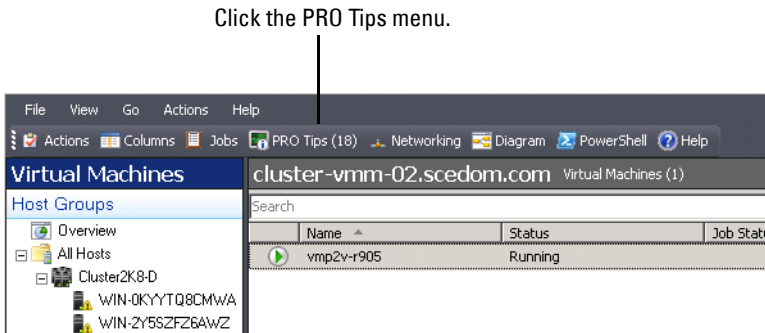 Click the PRO Tips menu.
File View Go Actions Help
Actions Columns Jobs PRO Tips (18) Networking Diagram PowerShell Help
Virtual Machines
cluster-vmm-02.scedom.com Virtual Machines (1)
Host Groups
Search
Overview
Name Status Job Statu
All Hosts
vmp2v-r905 Running
Cluster2K8-D
WIN-0KYYTQ8CMWA
WIN-2Y5SZFZ6AWZ